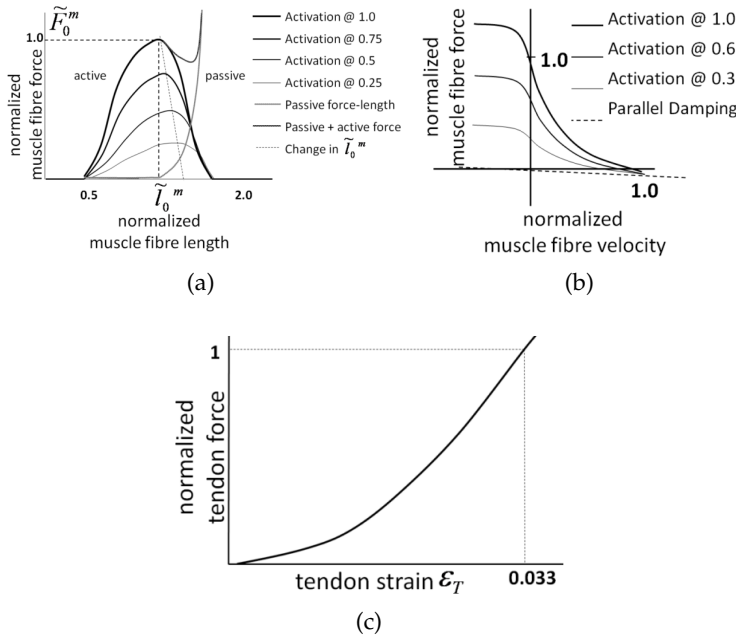 F̃₀ᵐ
1.0
active
passive
normalized
muscle fibre force
0.5
l̃₀ᵐ
2.0
normalized
muscle fibre length
Activation @ 1.0
Activation @ 0.75
Activation @ 0.5
Activation @ 0.25
Passive force-length
Passive + active force
Change in l̃₀ᵐ
(a)
normalized
muscle fibre force
1.0
Activation @ 1.0
Activation @ 0.6
Activation @ 0.3
Parallel Damping
1.0
normalized
muscle fibre velocity
(b)
1
normalized
tendon force
tendon strain ε_T
0.033
(c)